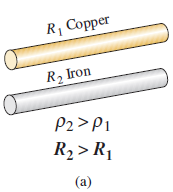 R₁ Copper
R₂ Iron
ρ₂ > ρ₁
R₂ > R₁
(a)